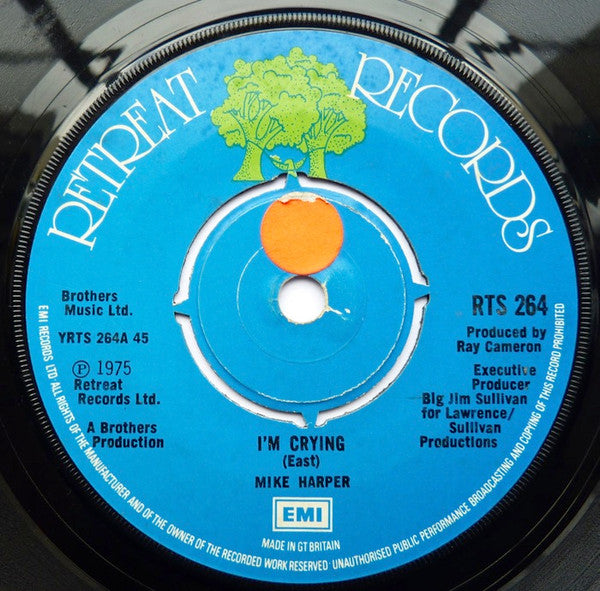 RETREAT RECORDS
Brothers
Music Ltd.
YRTS 264A 45
Ⓟ 1975
Retreat
Records Ltd.
A Brothers
Production
RTS 264
Produced by
Ray Cameron
Executive
Producer
Big Jim Sullivan
for Lawrence/
Sullivan
Productions
I'M CRYING
(East)
MIKE HARPER
EMI
MADE IN GT BRITAIN
EMI RECORDS LTD ALL RIGHTS OF THE MANUFACTURER AND OF THE OWNER OF THE RECORDED WORK RESERVED · UNAUTHORISED PUBLIC PERFORMANCE BROADCASTING AND COPYING OF THIS RECORD PROHIBITED